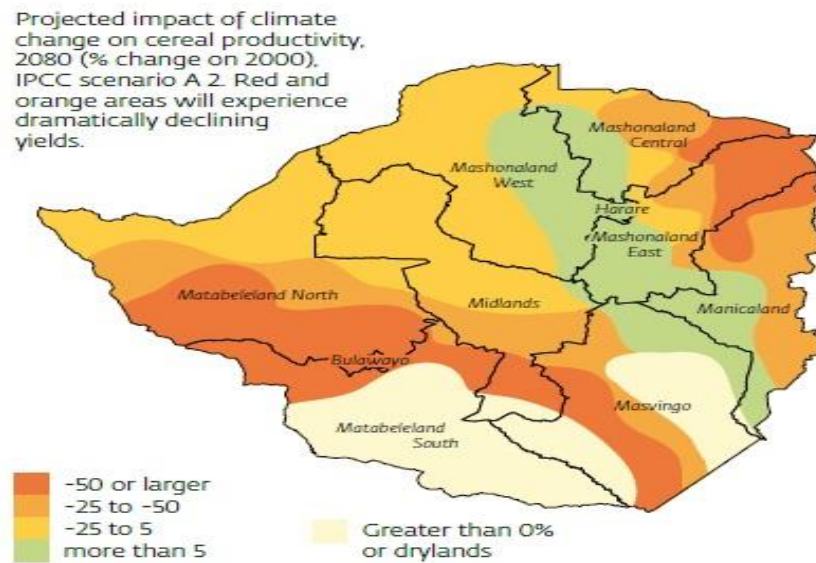 Projected impact of climate
change on cereal productivity,
2080 (% change on 2000),
IPCC scenario A 2. Red and
orange areas will experience
dramatically declining
yields.
Mashonaland
Central
Mashonaland
West
Harare
Mashonaland
East
Matabeleland North
Midlands
Manicaland
Bulawayo
Masvingo
Matabeleland
South
-50 or larger
-25 to -50
-25 to 5
more than 5
Greater than 0%
or drylands